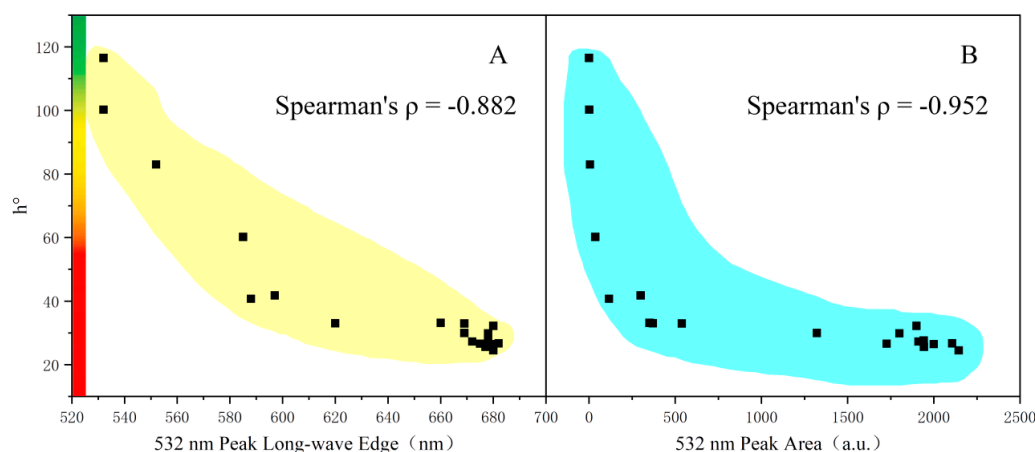 A
B
Spearman's ρ = -0.882
Spearman's ρ = -0.952
h°
120
100
80
60
40
20
520 540 560 580 600 620 640 660 680 700
0 500 1000 1500 2000 2500
532 nm Peak Long-wave Edge（nm）
532 nm Peak Area（a.u.）